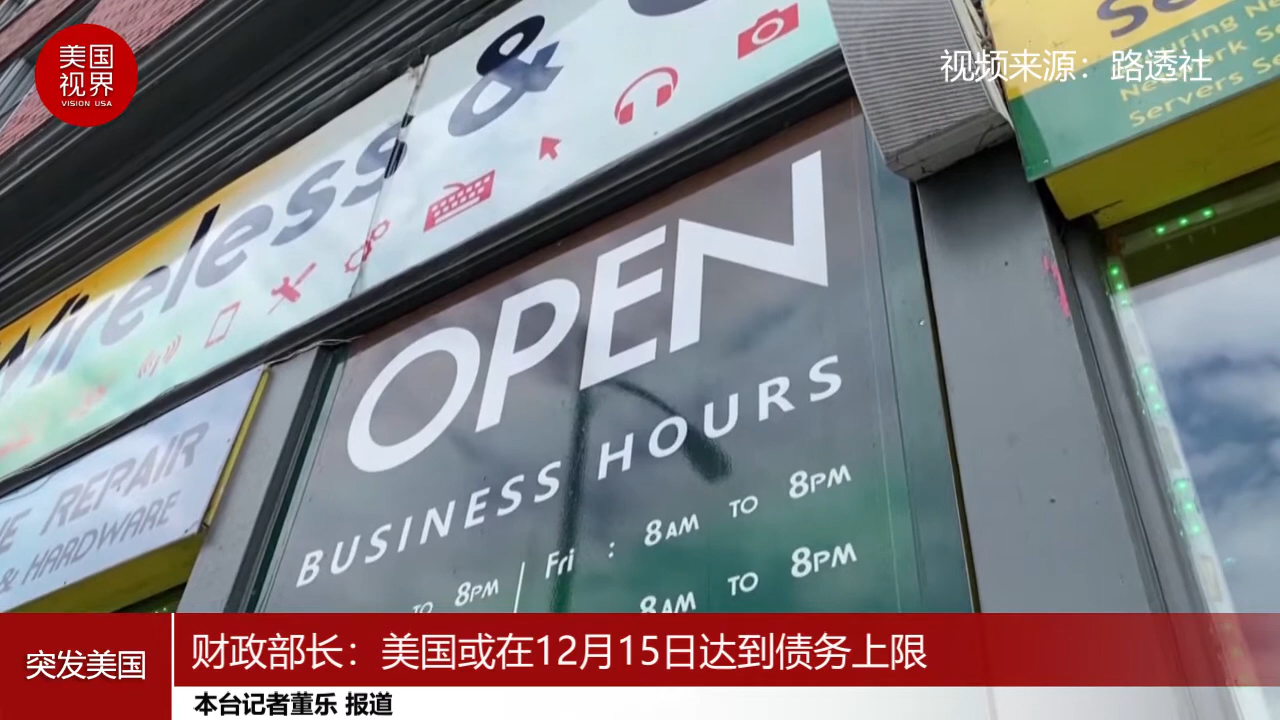 美国
视界
VISION USA
视频来源：路透社
Wireless &
OPEN
BUSINESS HOURS
TO 8PM | Fri : 8AM TO 8PM
8AM TO 8PM
REPAIR
& HARDWARE
Servers Se
突发美国
财政部长：美国或在12月15日达到债务上限
本台记者董乐 报道